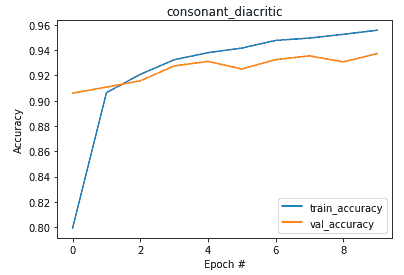 consonant_diacritic
0.96
0.94
0.92
0.90
0.88
0.86
0.84
0.82
0.80
Accuracy
0 2 4 6 8
Epoch #
train_accuracy
val_accuracy